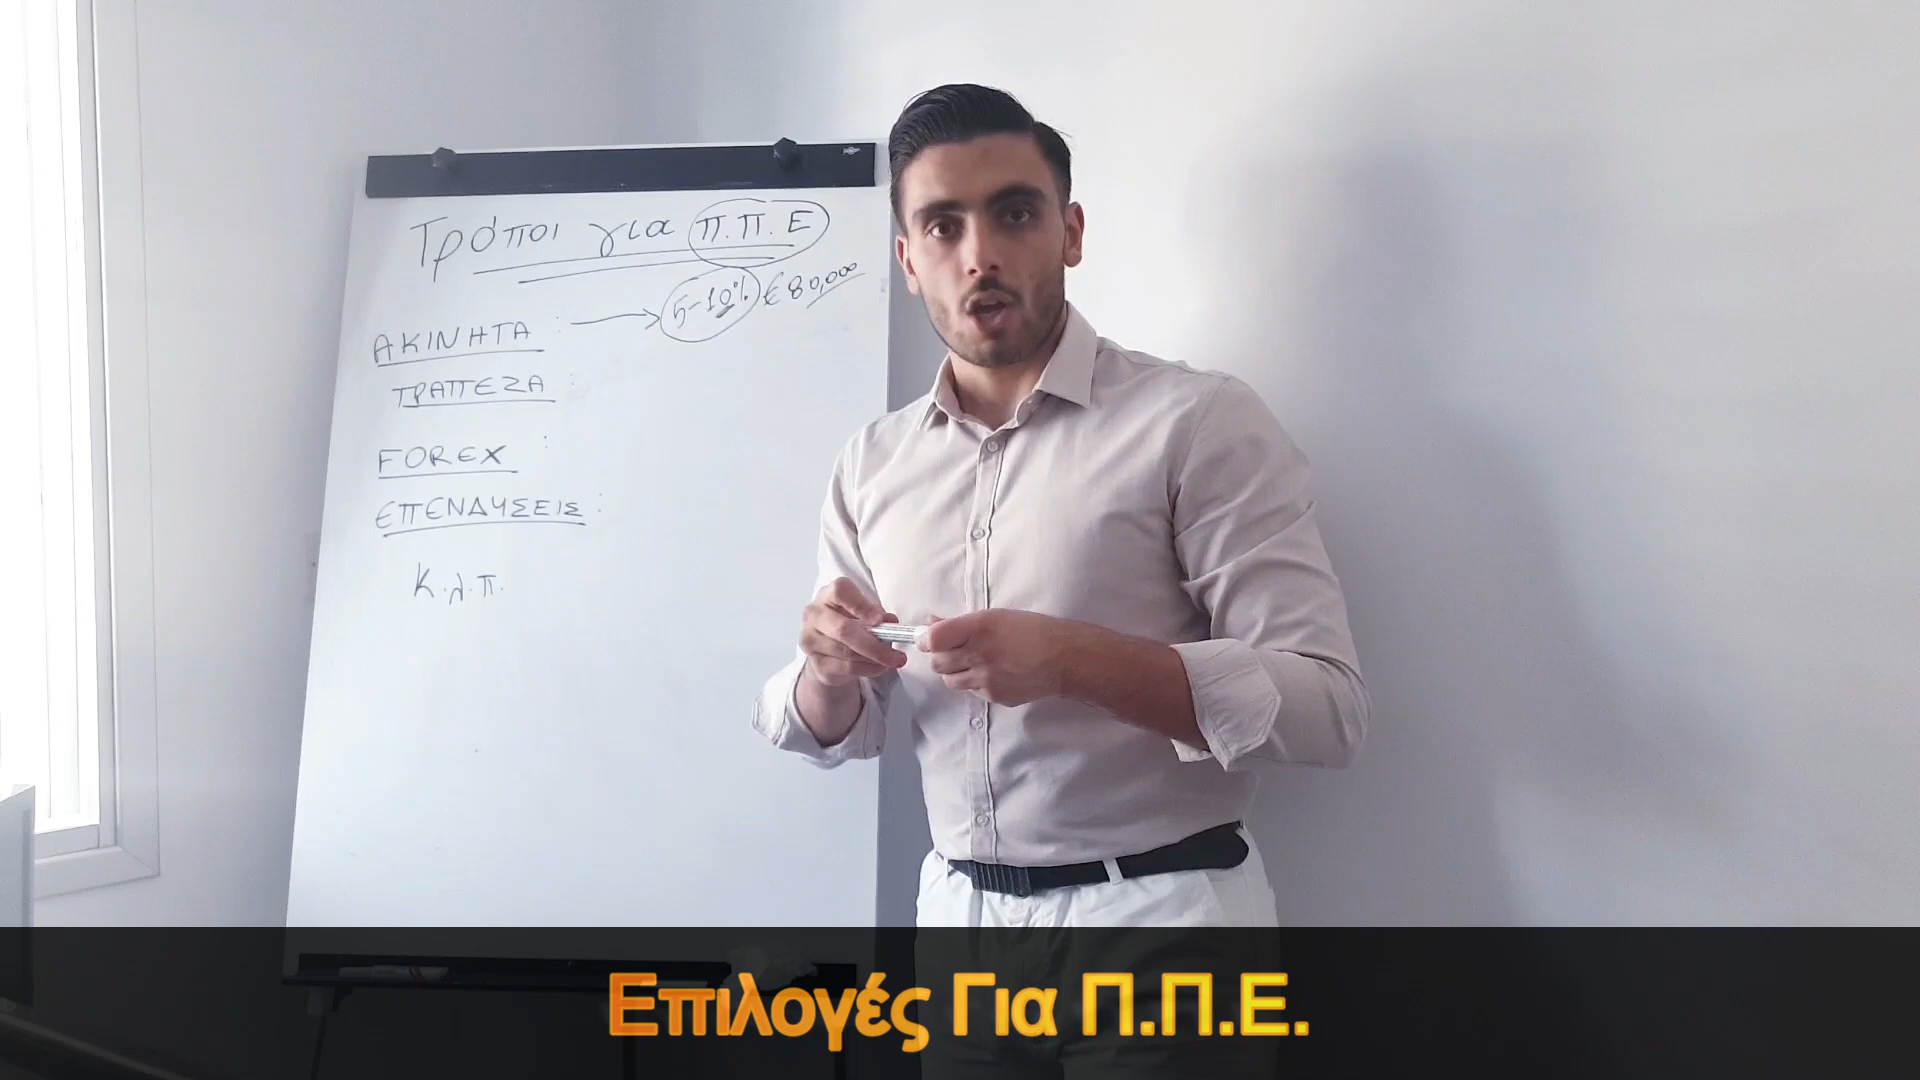 Τρόποι για Π.Π.Ε
5-10% €80,000
ΑΚΙΝΗΤΑ :
ΤΡΑΠΕΖΑ :
FOREX :
ΕΠΕΝΔΥΣΕΙΣ :
Κ.λ.π.
Επιλογές Για Π.Π.Ε.